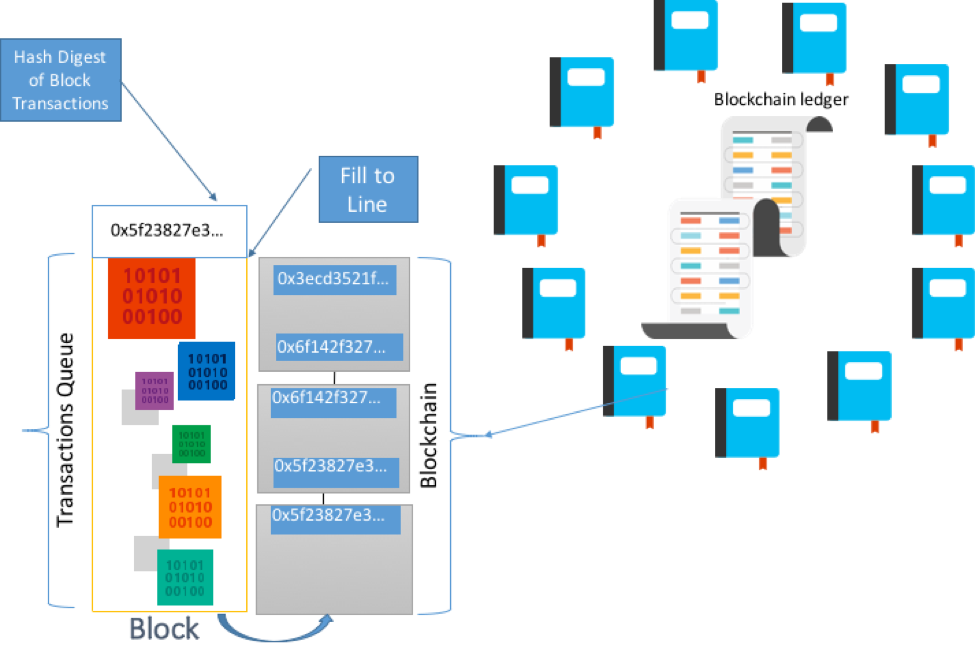 Hash Digest
of Block
Transactions
Fill to
Line
Blockchain ledger
0x5f23827e3...
Transactions Queue
10101
01010
00100
10101
01010
00100
10101
01010
00100
10101
01010
00100
10101
01010
00100
10101
01010
00100
Block
0x3ecd3521f...
0x6f142f327...
0x6f142f327...
0x5f23827e3...
0x5f23827e3...
Blockchain